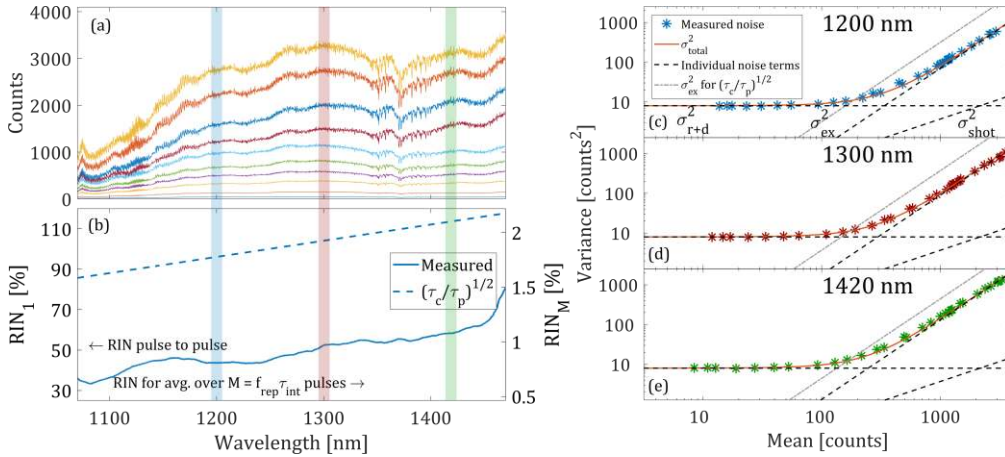 (a)
4000
3000
2000
1000
0
Counts
(b)
110
90
70
50
30
RIN1 [%]
Measured
(τc/τp)^1/2
← RIN pulse to pulse
RIN for avg. over M = frep τint pulses →
2
1.5
1
0.5
RINM [%]
1100 1200 1300 1400
Wavelength [nm]
1200 nm
Measured noise
σ²total
Individual noise terms
σ²ex for (τc/τp)^1/2
1000
100
10
(c) σ²r+d
σ²ex
σ²shot
1300 nm
1000
100
10
(d)
Variance [counts²]
1420 nm
1000
100
10
(e)
10 100 1000
Mean [counts]